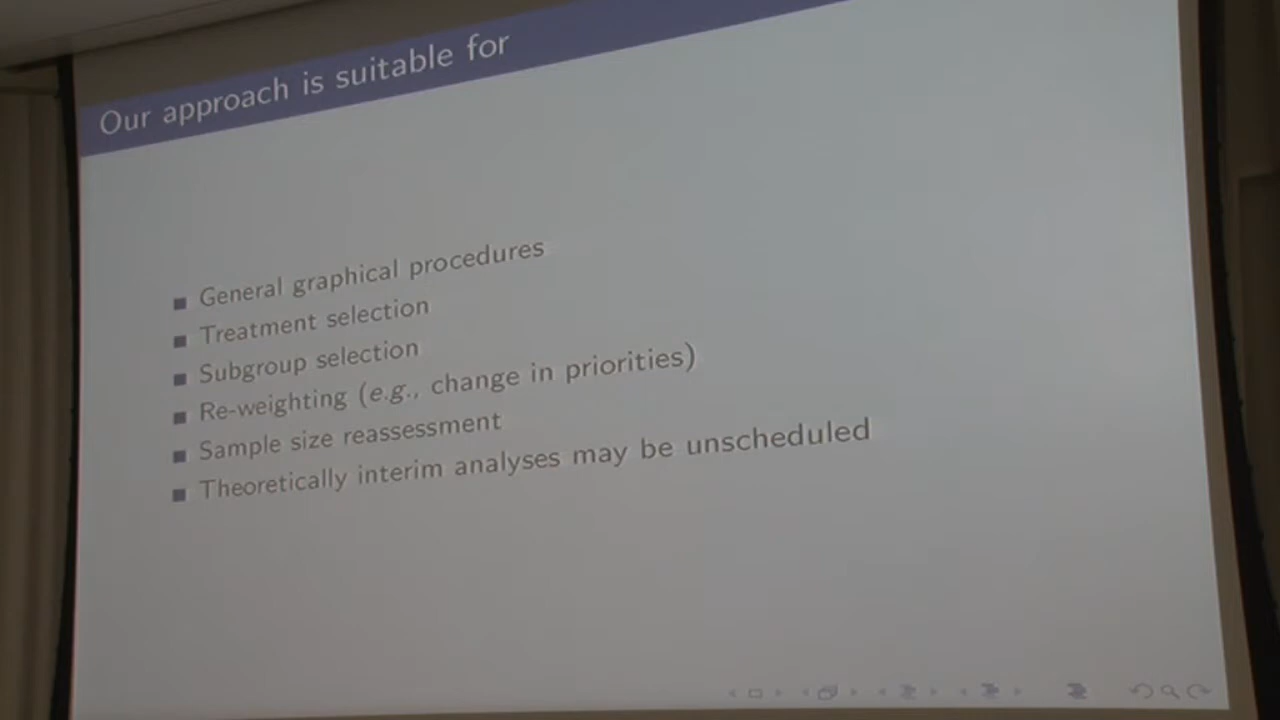 Our approach is suitable for
General graphical procedures
Treatment selection
Subgroup selection
Re-weighting (e.g., change in priorities)
Sample size reassessment
Theoretically interim analyses may be unscheduled